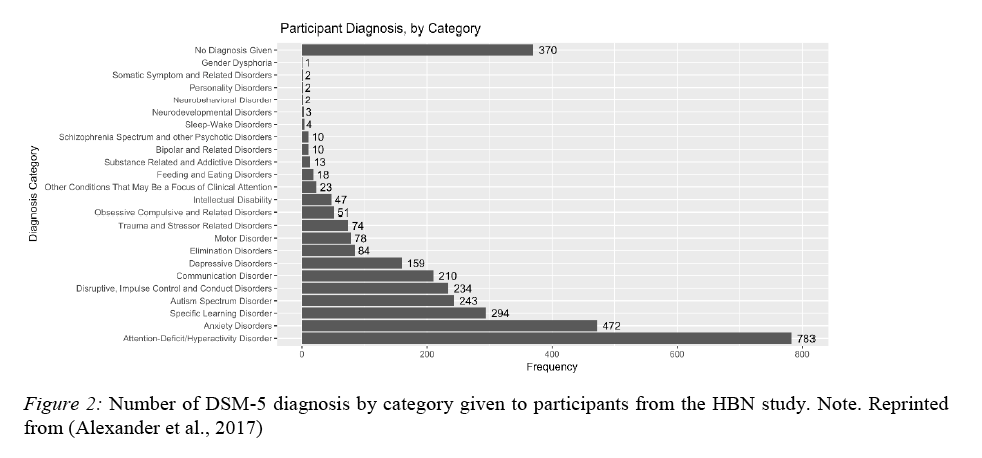 Participant Diagnosis, by Category
Diagnosis Category
No Diagnosis Given 370
Gender Dysphoria 1
Somatic Symptom and Related Disorders 2
Personality Disorders 2
Neurobehavioral Disorder 2
Neurodevelopmental Disorders 3
Sleep-Wake Disorders 4
Schizophrenia Spectrum and other Psychotic Disorders 10
Bipolar and Related Disorders 10
Substance Related and Addictive Disorders 13
Feeding and Eating Disorders 18
Other Conditions That May Be a Focus of Clinical Attention 23
Intellectual Disability 47
Obsessive Compulsive and Related Disorders 51
Trauma and Stressor Related Disorders 74
Motor Disorder 78
Elimination Disorders 84
Depressive Disorders 159
Communication Disorder 210
Disruptive, Impulse Control and Conduct Disorders 234
Autism Spectrum Disorder 243
Specific Learning Disorder 294
Anxiety Disorders 472
Attention-Deficit/Hyperactivity Disorder 783
0 200 400 600 800
Frequency
Figure 2: Number of DSM-5 diagnosis by category given to participants from the HBN study. Note. Reprinted
from (Alexander et al., 2017)